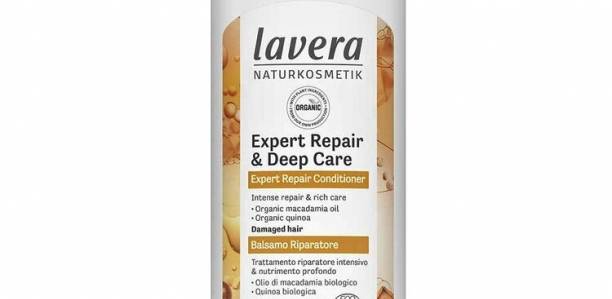 lavera
NATURKOSMETIK
ORGANIC
Expert Repair
& Deep Care
Expert Repair Conditioner
Intense repair & rich care
• Organic macadamia oil
• Organic quinoa
Damaged hair
Balsamo Riparatore
Trattamento riparatore intensivo
& nutrimento profondo
• Olio di macadamia biologico
• Quinoa biologica